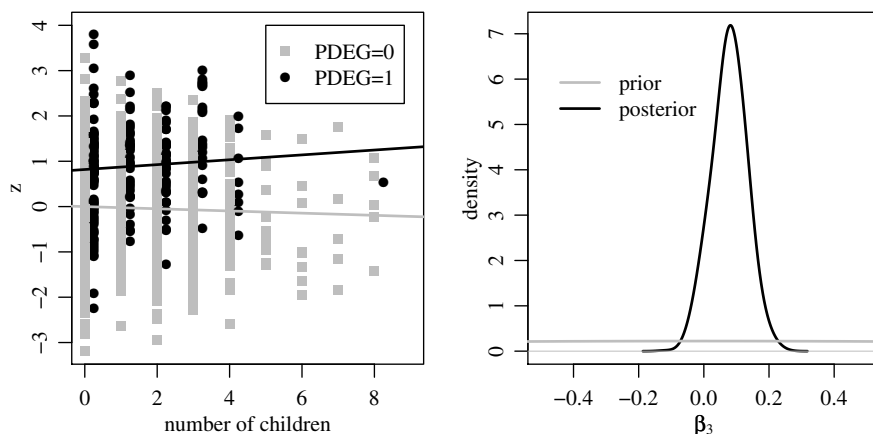 PDEG=0
PDEG=1
z
−3 −2 −1 0 1 2 3 4
0 2 4 6 8
number of children
prior
posterior
density
0 1 2 3 4 5 6 7
−0.4 −0.2 0.0 0.2 0.4
β3